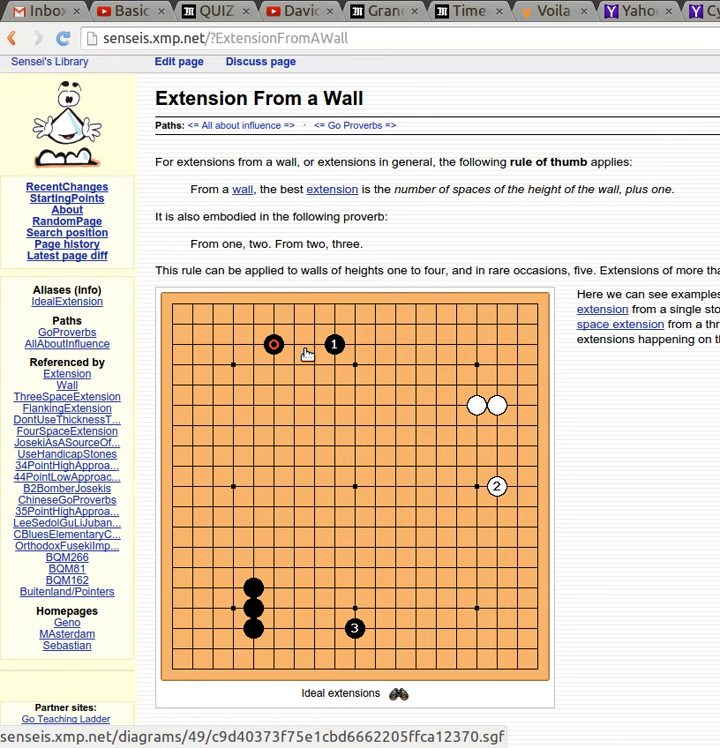 Inbox
Basic
QUIZ
David
Gran
Time
Voila
Yaho
Cy
senseis.xmp.net/?ExtensionFromAWall
Sensei's Library
Edit page
Discuss page
Extension From a Wall
Paths: <= All about influence => · <= Go Proverbs =>
For extensions from a wall, or extensions in general, the following rule of thumb applies:
From a wall, the best extension is the number of spaces of the height of the wall, plus one.
It is also embodied in the following proverb:
From one, two. From two, three.
This rule can be applied to walls of heights one to four, and in rare occasions, five. Extensions of more tha
RecentChanges
StartingPoints
About
RandomPage
Search position
Page history
Latest page diff
Aliases (info)
IdealExtension
Paths
GoProverbs
AllAboutInfluence
Referenced by
Extension
Wall
ThreeSpaceExtension
FlankingExtension
DontUseThicknessT...
FourSpaceExtension
JosekiAsASourceOf...
UseHandicapStones
34PointHighApproa...
44PointLowApproac...
B2BomberJosekis
ChineseGoProverbs
35PointHighApproa...
LeeSedolGuLiJuban...
CBluesElementaryC...
OrthodoxFusekiImp...
BQM266
BQM81
BQM162
Buitenland/Pointers
Homepages
Geno
MAsterdam
Sebastian
Partner sites:
Go Teaching Ladder
1
2
3
Ideal extensions
Here we can see examples
extension from a single sto
space extension from a thr
extensions happening on th
senseis.xmp.net/diagrams/49/c9d40373f75e1cbd6662205ffca12370.sgf